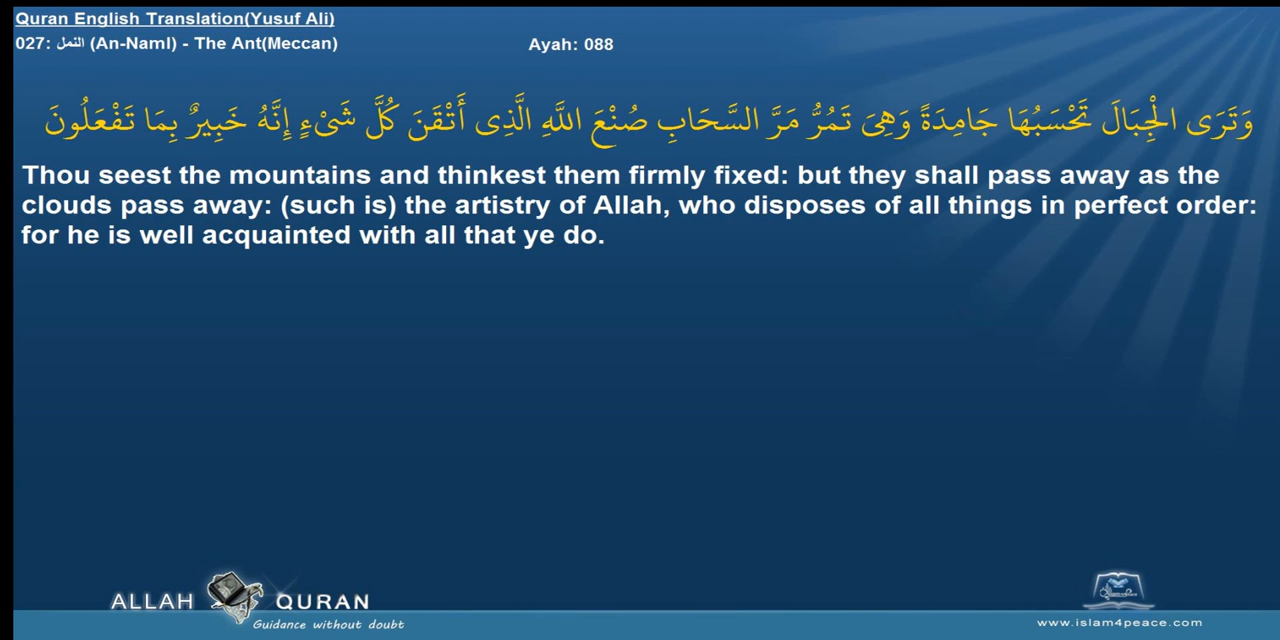 Quran English Translation(Yusuf Ali)
027: النمل (An-Naml) - The Ant(Meccan)
Ayah: 088
وَتَرَى الْجِبَالَ تَحْسَبُهَا جَامِدَةً وَهِىَ تَمُرُّ مَرَّ السَّحَابِ صُنْعَ اللَّهِ الَّذِى أَتْقَنَ كُلَّ شَىْءٍ إِنَّهُ خَبِيرٌ بِمَا تَفْعَلُونَ
Thou seest the mountains and thinkest them firmly fixed: but they shall pass away as the
clouds pass away: (such is) the artistry of Allah, who disposes of all things in perfect order:
for he is well acquainted with all that ye do.
ALLAH QURAN
Guidance without doubt
www.islam4peace.com